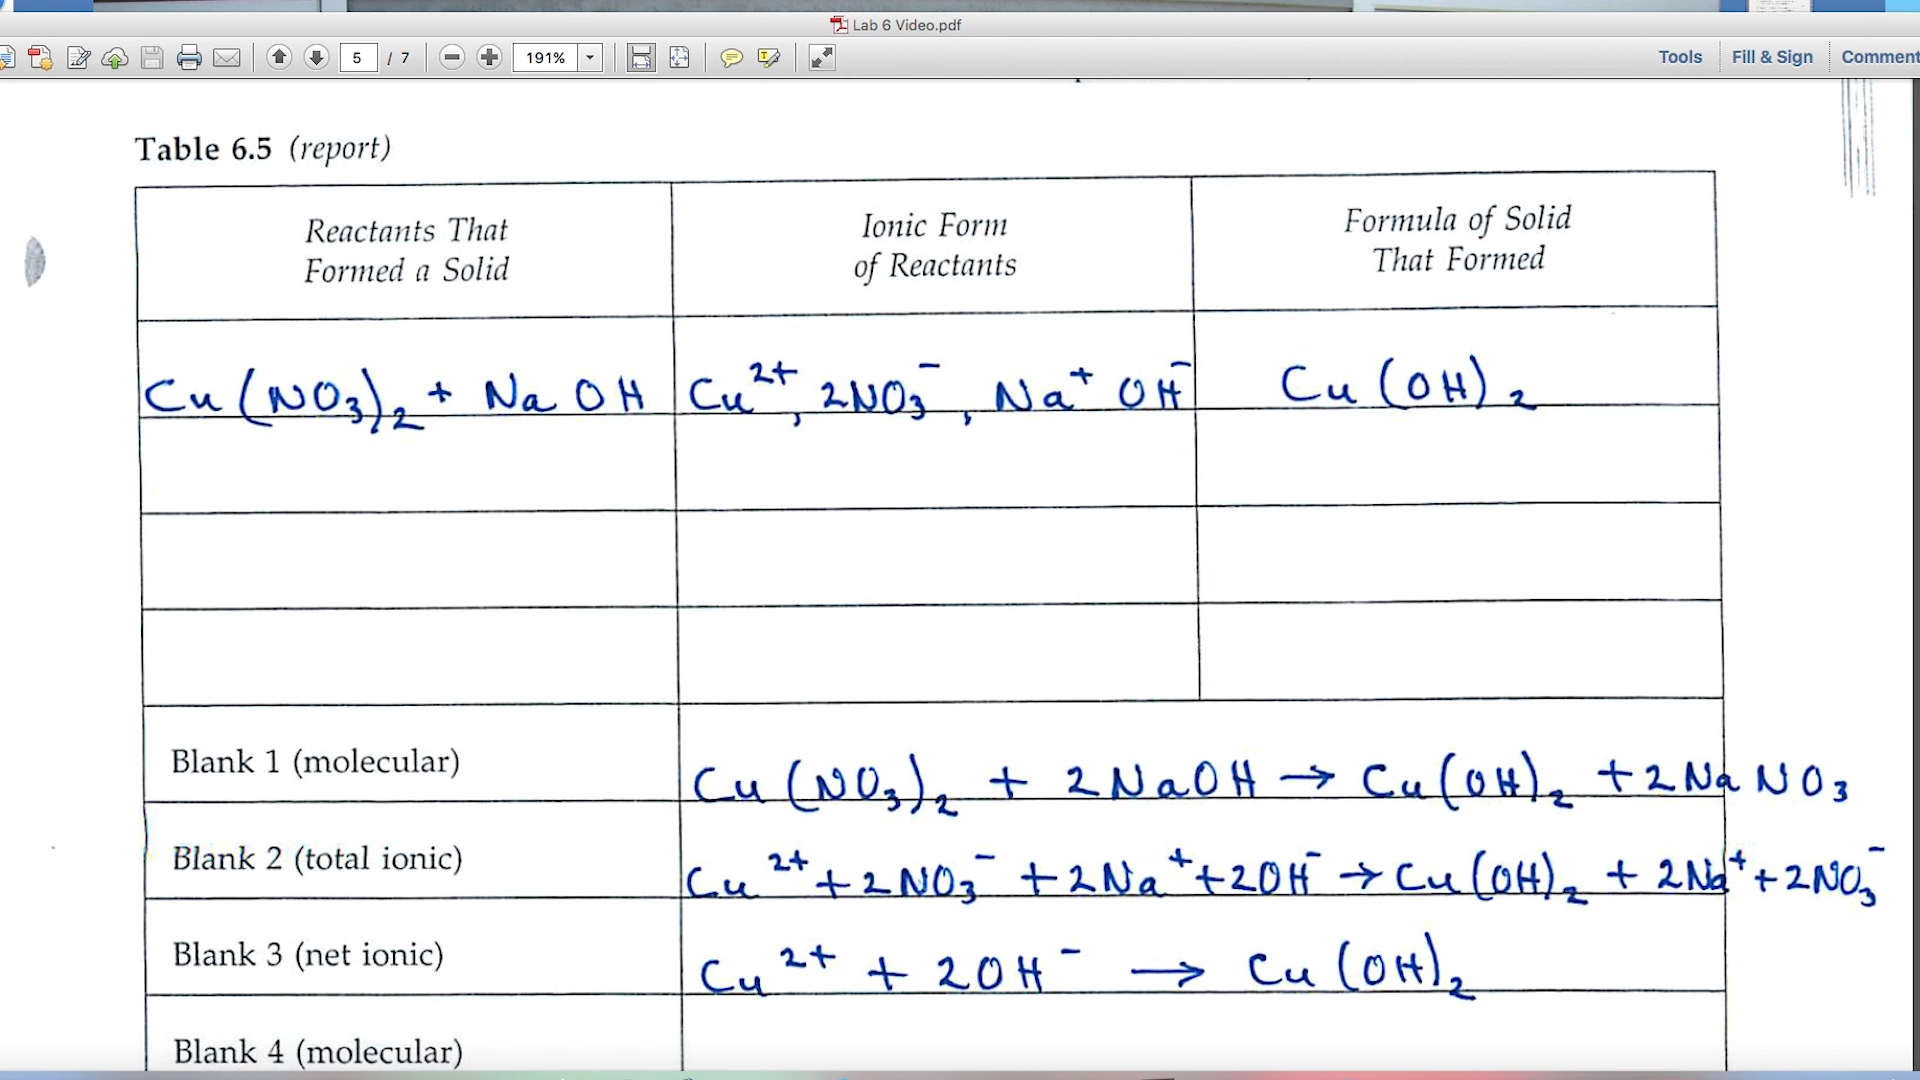 Lab 6 Video.pdf
5 / 7 191% Tools Fill & Sign Comment
Table 6.5 (report)
Reactants That Formed a Solid
Ionic Form of Reactants
Formula of Solid That Formed
Cu(NO₃)₂ + NaOH
Cu²⁺, 2NO₃⁻, Na⁺ OH⁻
Cu(OH)₂
Blank 1 (molecular)
Cu(NO₃)₂ + 2NaOH → Cu(OH)₂ + 2NaNO₃
Blank 2 (total ionic)
Cu²⁺ + 2NO₃⁻ + 2Na⁺ + 2OH⁻ → Cu(OH)₂ + 2Na⁺ + 2NO₃⁻
Blank 3 (net ionic)
Cu²⁺ + 2OH⁻ → Cu(OH)₂
Blank 4 (molecular)